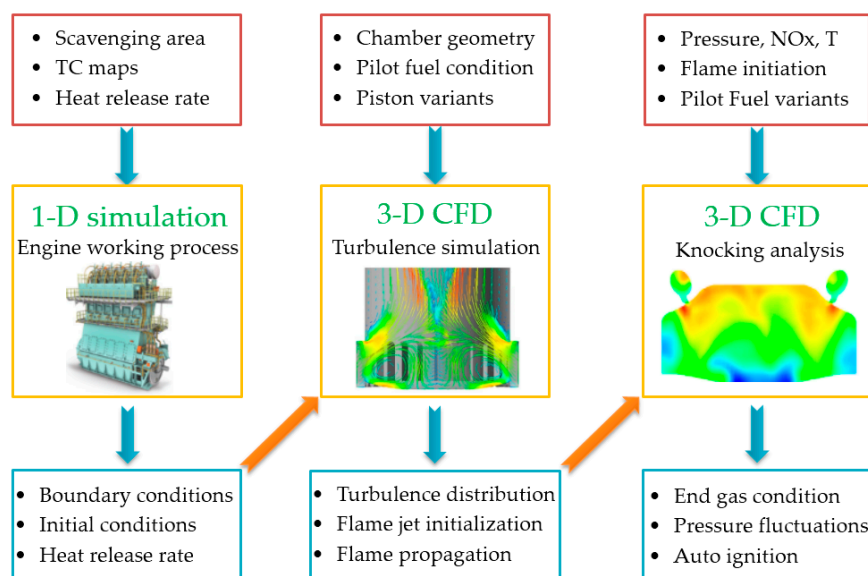 • Scavenging area
• TC maps
• Heat release rate
• Chamber geometry
• Pilot fuel condition
• Piston variants
• Pressure, NOx, T
• Flame initiation
• Pilot Fuel variants
1-D simulation
Engine working process
3-D CFD
Turbulence simulation
3-D CFD
Knocking analysis
• Boundary conditions
• Initial conditions
• Heat release rate
• Turbulence distribution
• Flame jet initialization
• Flame propagation
• End gas condition
• Pressure fluctuations
• Auto ignition